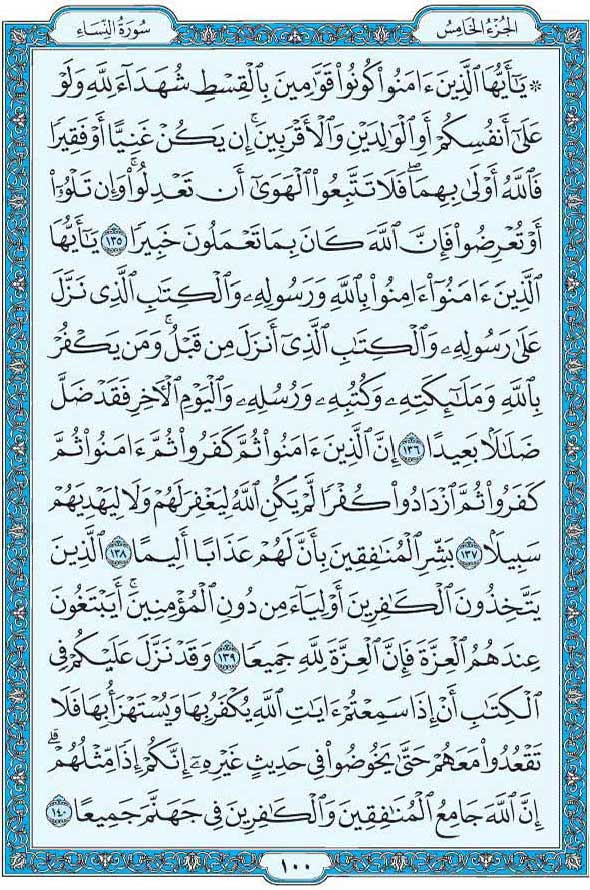 الجُزْءُ الخَامِسُ
سُورَةُ النِّسَاءِ
۞ يَٰٓأَيُّهَا ٱلَّذِينَ ءَامَنُوا۟ كُونُوا۟ قَوَّٰمِينَ بِٱلْقِسْطِ شُهَدَآءَ لِلَّهِ وَلَوْ
عَلَىٰٓ أَنفُسِكُمْ أَوِ ٱلْوَٰلِدَيْنِ وَٱلْأَقْرَبِينَ ۚ إِن يَكُنْ غَنِيًّا أَوْ فَقِيرًا
فَٱللَّهُ أَوْلَىٰ بِهِمَا ۖ فَلَا تَتَّبِعُوا۟ ٱلْهَوَىٰٓ أَن تَعْدِلُوا۟ ۚ وَإِن تَلْوُۥٓا۟
أَوْ تُعْرِضُوا۟ فَإِنَّ ٱللَّهَ كَانَ بِمَا تَعْمَلُونَ خَبِيرًا ١٣٥ يَٰٓأَيُّهَا
ٱلَّذِينَ ءَامَنُوٓا۟ ءَامِنُوا۟ بِٱللَّهِ وَرَسُولِهِۦ وَٱلْكِتَٰبِ ٱلَّذِى نَزَّلَ
عَلَىٰ رَسُولِهِۦ وَٱلْكِتَٰبِ ٱلَّذِىٓ أَنزَلَ مِن قَبْلُ ۚ وَمَن يَكْفُرْ
بِٱللَّهِ وَمَلَٰٓئِكَتِهِۦ وَكُتُبِهِۦ وَرُسُلِهِۦ وَٱلْيَوْمِ ٱلْءَاخِرِ فَقَدْ ضَلَّ
ضَلَٰلًۢا بَعِيدًا ١٣٦ إِنَّ ٱلَّذِينَ ءَامَنُوا۟ ثُمَّ كَفَرُوا۟ ثُمَّ ءَامَنُوا۟ ثُمَّ
كَفَرُوا۟ ثُمَّ ٱزْدَادُوا۟ كُفْرًا لَّمْ يَكُنِ ٱللَّهُ لِيَغْفِرَ لَهُمْ وَلَا لِيَهْدِيَهُمْ
سَبِيلًۢا ١٣٧ بَشِّرِ ٱلْمُنَٰفِقِينَ بِأَنَّ لَهُمْ عَذَابًا أَلِيمًا ١٣٨ ٱلَّذِينَ
يَتَّخِذُونَ ٱلْكَٰفِرِينَ أَوْلِيَآءَ مِن دُونِ ٱلْمُؤْمِنِينَ ۚ أَيَبْتَغُونَ
عِندَهُمُ ٱلْعِزَّةَ فَإِنَّ ٱلْعِزَّةَ لِلَّهِ جَمِيعًا ١٣٩ وَقَدْ نَزَّلَ عَلَيْكُمْ فِى
ٱلْكِتَٰبِ أَنْ إِذَا سَمِعْتُمْ ءَايَٰتِ ٱللَّهِ يُكْفَرُ بِهَا وَيُسْتَهْزَأُ بِهَا فَلَا
تَقْعُدُوا۟ مَعَهُمْ حَتَّىٰ يَخُوضُوا۟ فِى حَدِيثٍ غَيْرِهِۦٓ ۚ إِنَّكُمْ إِذًا مِّثْلُهُمْ ۗ
إِنَّ ٱللَّهَ جَامِعُ ٱلْمُنَٰفِقِينَ وَٱلْكَٰفِرِينَ فِى جَهَنَّمَ جَمِيعًا ١٤٠
١٠٠